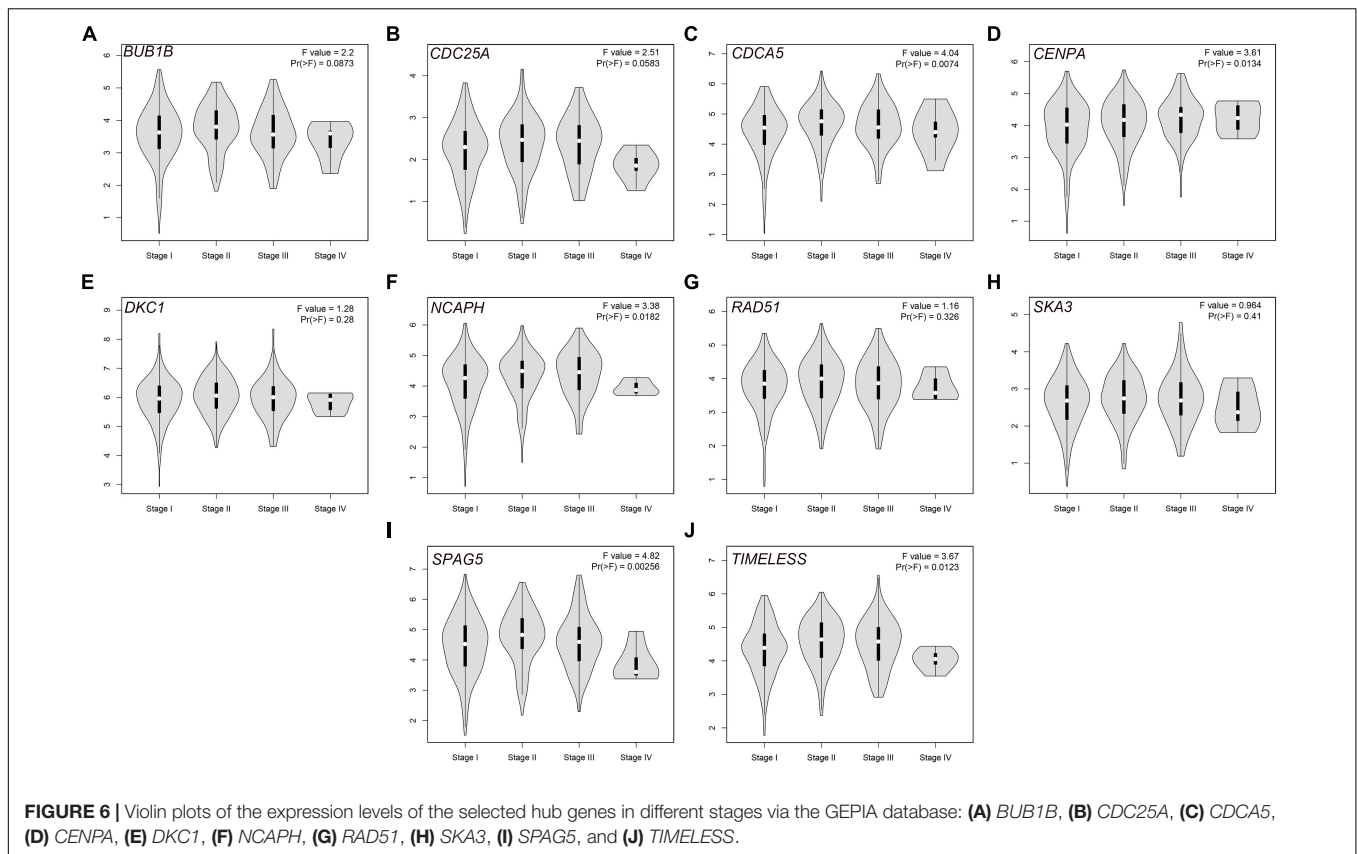 A
BUB1B
F value = 2.2
Pr(>F) = 0.0873
6
5
4
3
2
1
Stage I Stage II Stage III Stage IV
B
CDC25A
F value = 2.51
Pr(>F) = 0.0583
4
3
2
1
Stage I Stage II Stage III Stage IV
C
CDCA5
F value = 4.04
Pr(>F) = 0.0074
7
6
5
4
3
2
1
Stage I Stage II Stage III Stage IV
D
CENPA
F value = 3.61
Pr(>F) = 0.0134
6
5
4
3
2
1
Stage I Stage II Stage III Stage IV
E
DKC1
F value = 1.28
Pr(>F) = 0.28
9
8
7
6
5
4
3
Stage I Stage II Stage III Stage IV
F
NCAPH
F value = 3.38
Pr(>F) = 0.0182
6
5
4
3
2
1
Stage I Stage II Stage III Stage IV
G
RAD51
F value = 1.16
Pr(>F) = 0.326
6
5
4
3
2
1
Stage I Stage II Stage III Stage IV
H
SKA3
F value = 0.964
Pr(>F) = 0.41
5
4
3
2
1
Stage I Stage II Stage III Stage IV
I
SPAG5
F value = 4.82
Pr(>F) = 0.00256
7
6
5
4
3
2
Stage I Stage II Stage III Stage IV
J
TIMELESS
F value = 3.67
Pr(>F) = 0.0123
7
6
5
4
3
2
Stage I Stage II Stage III Stage IV
FIGURE 6 | Violin plots of the expression levels of the selected hub genes in different stages via the GEPIA database: (A) BUB1B, (B) CDC25A, (C) CDCA5,
(D) CENPA, (E) DKC1, (F) NCAPH, (G) RAD51, (H) SKA3, (I) SPAG5, and (J) TIMELESS.